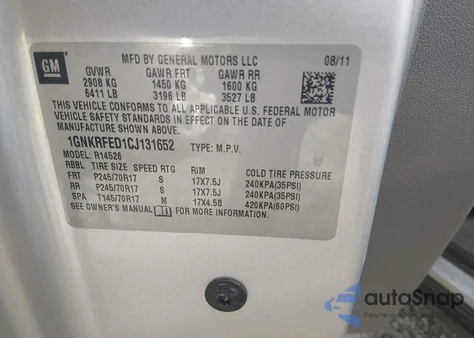 GM
MFD BY GENERAL MOTORS LLC 08/11
GVWR GAWR FRT GAWR RR
2908 KG 1450 KG 1600 KG
6411 LB 3196 LB 3527 LB
THIS VEHICLE CONFORMS TO ALL APPLICABLE U.S. FEDERAL MOTOR
VEHICLE SAFETY STANDARDS IN EFFECT ON THE DATE OF
MANUFACTURE SHOWN ABOVE.
1GNKRFED1CJ131652 TYPE: M.P.V.
MODEL: R14526
RBBL TIRE SIZE SPEED RTG RIM COLD TIRE PRESSURE
FRT P245/70R17 S 17X7.5J 240KPA(35PSI)
RR P245/70R17 S 17X7.5J 240KPA(35PSI)
SPA T145/70R17 M 17X4.5B 420KPA(60PSI)
SEE OWNER'S MANUAL FOR MORE INFORMATION.
autoSnap